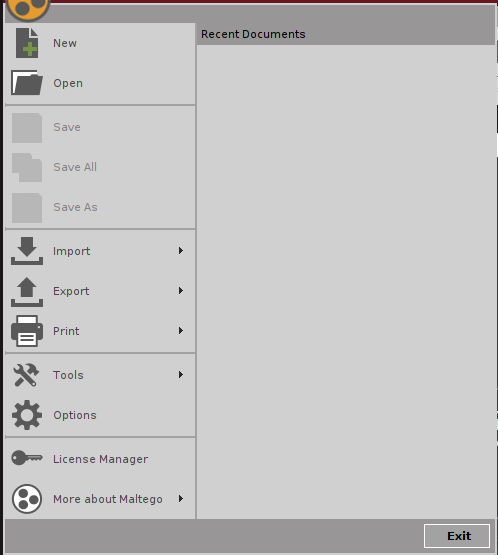 Recent Documents
New
Open
Save
Save All
Save As
Import
Export
Print
Tools
Options
License Manager
More about Maltego
Exit